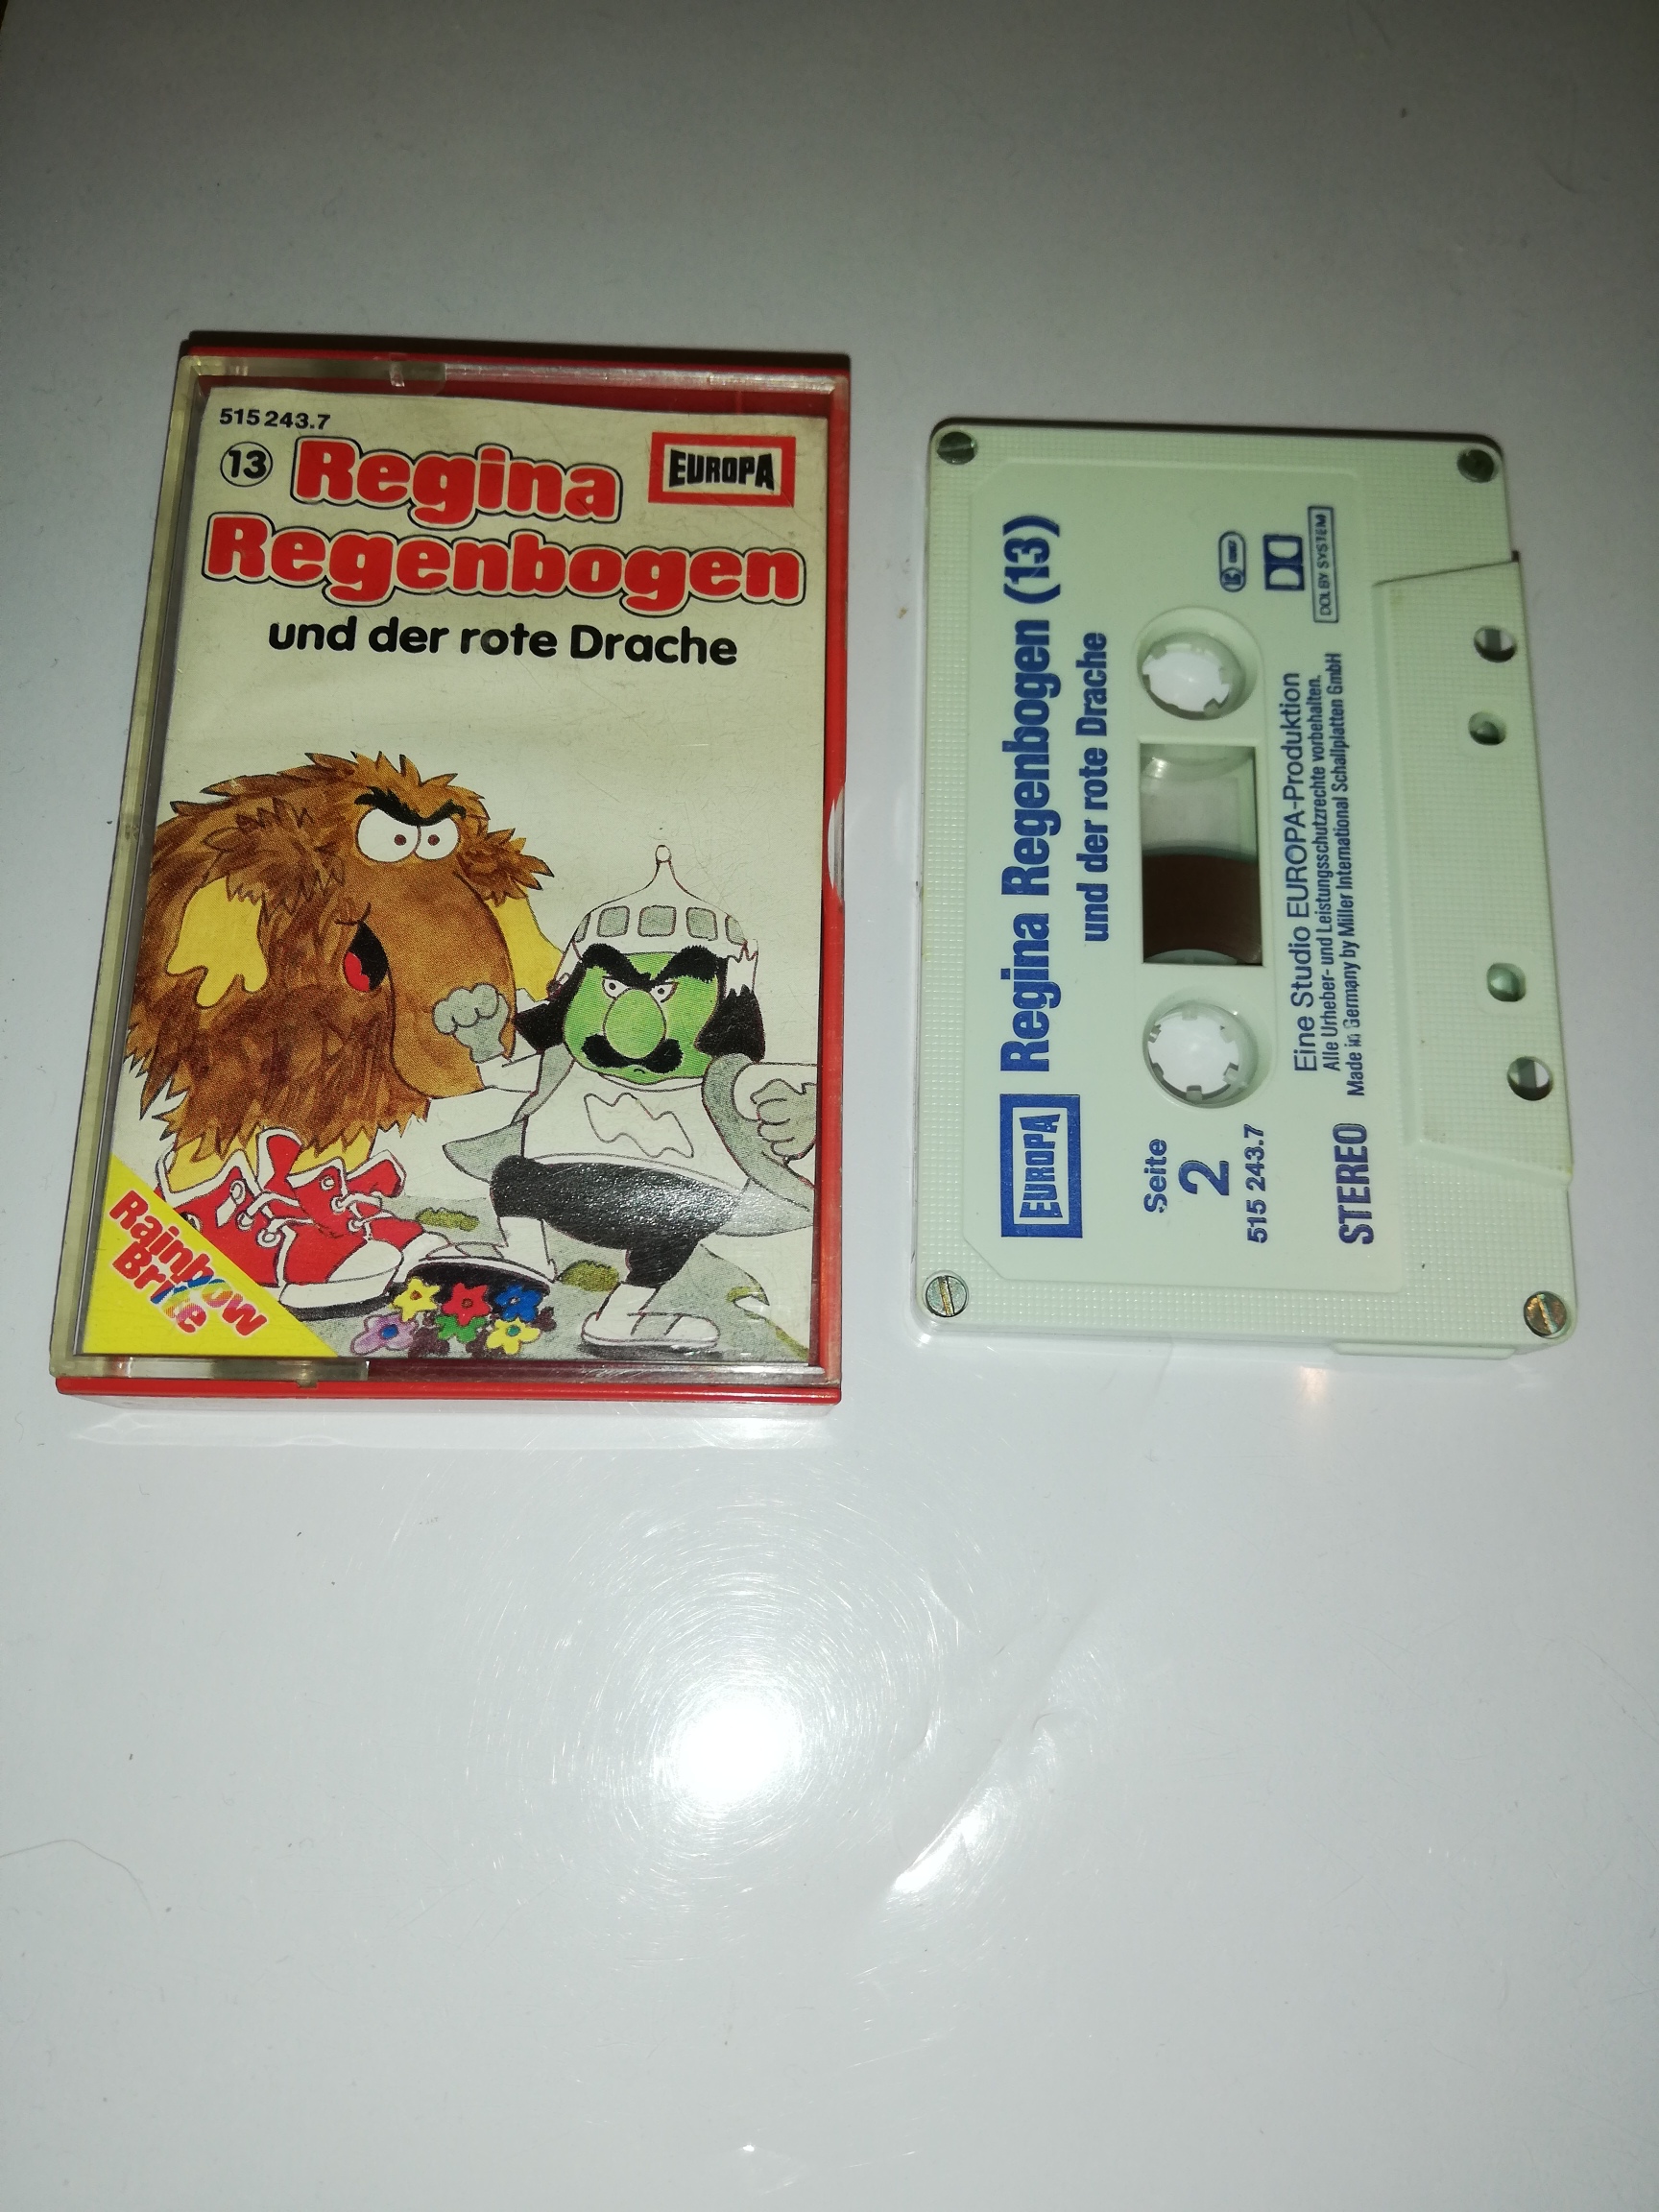 515 243.7
13 Regina
EUROPA
Regenbogen
und der rote Drache
Rainbow
Brite
EUROPA
Regina Regenbogen (13)
und der rote Drache
Seite
2
515 243.7
STEREO
Eine Studio EUROPA-Produktion
Alle Urheber- und Leistungsschutzrechte vorbehalten.
Made in Germany by Miller International Schallplatten GmbH
DOLBY SYSTEM